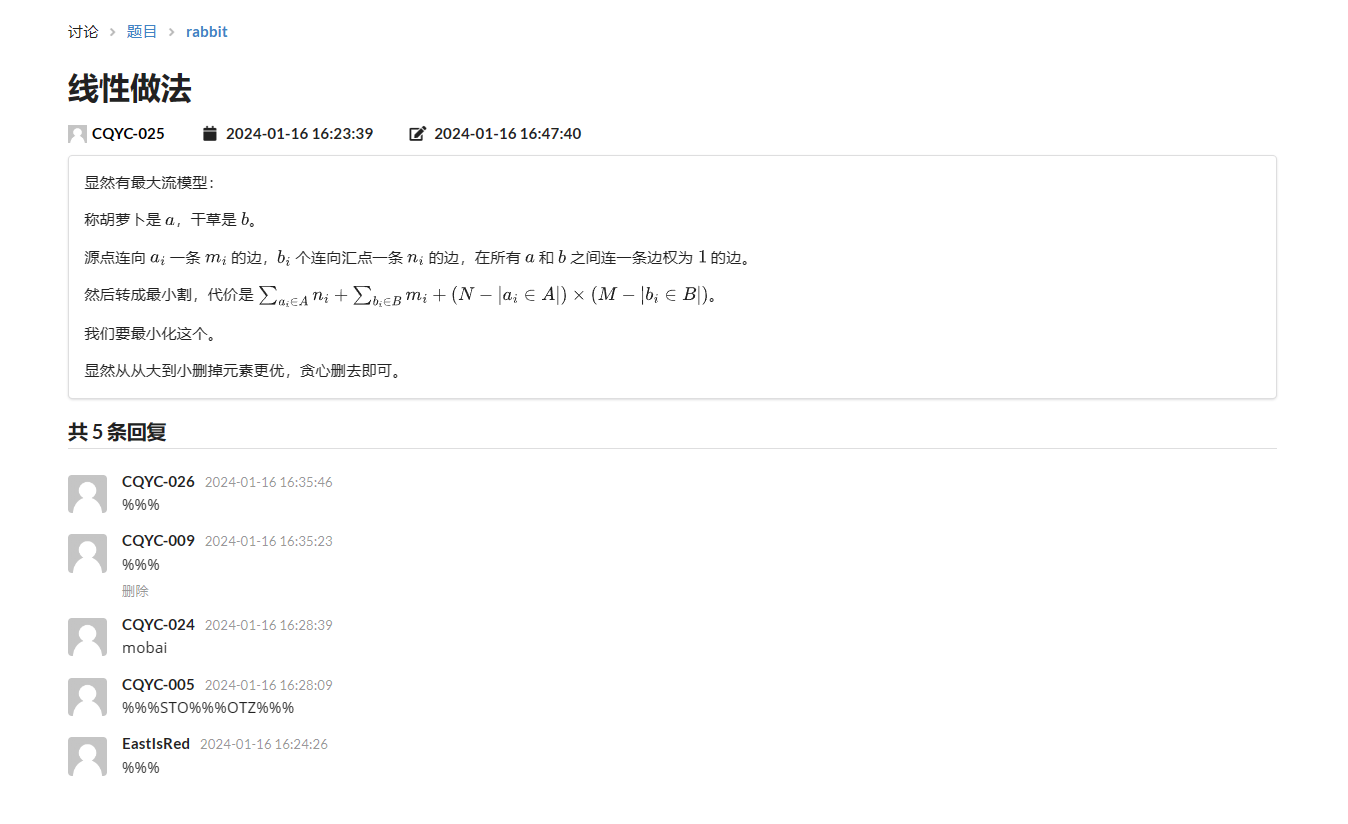 讨论 > 题目 > rabbit
线性做法
CQYC-025 2024-01-16 16:23:39 2024-01-16 16:47:40
显然有最大流模型：
称胡萝卜是 a，干草是 b。
源点连向 a_i 一条 m_i 的边，b_i 个连向汇点一条 n_i 的边，在所有 a 和 b 之间连一条边权为 1 的边。
然后转成最小割，代价是 ∑_{a_i∈A} n_i + ∑_{b_i∈B} m_i + (N − |a_i ∈ A|) × (M − |b_i ∈ B|)。
我们要最小化这个。
显然从从大到小删掉元素更优，贪心删去即可。
共 5 条回复
CQYC-026 2024-01-16 16:35:46
%%%
CQYC-009 2024-01-16 16:35:23
%%%
删除
CQYC-024 2024-01-16 16:28:39
mobai
CQYC-005 2024-01-16 16:28:09
%%%STO%%%OTZ%%%
EastIsRed 2024-01-16 16:24:26
%%%